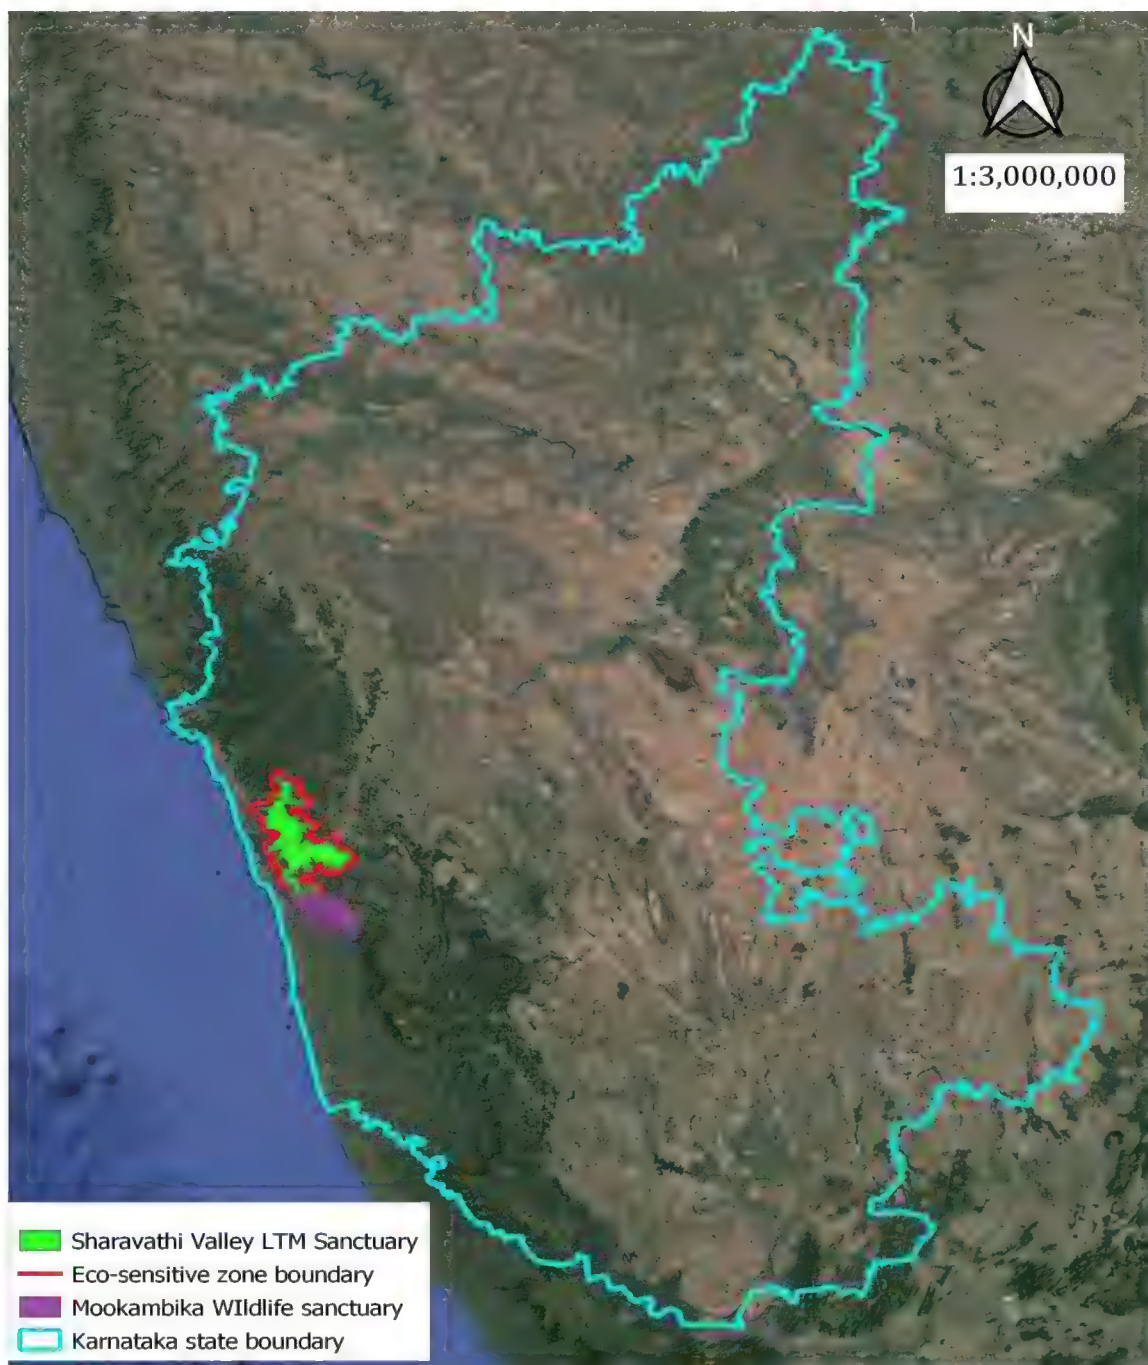 N
1:3,000,000
Sharavathi Valley LTM Sanctuary
Eco-sensitive zone boundary
Mookambika WIldlife sanctuary
Karnataka state boundary